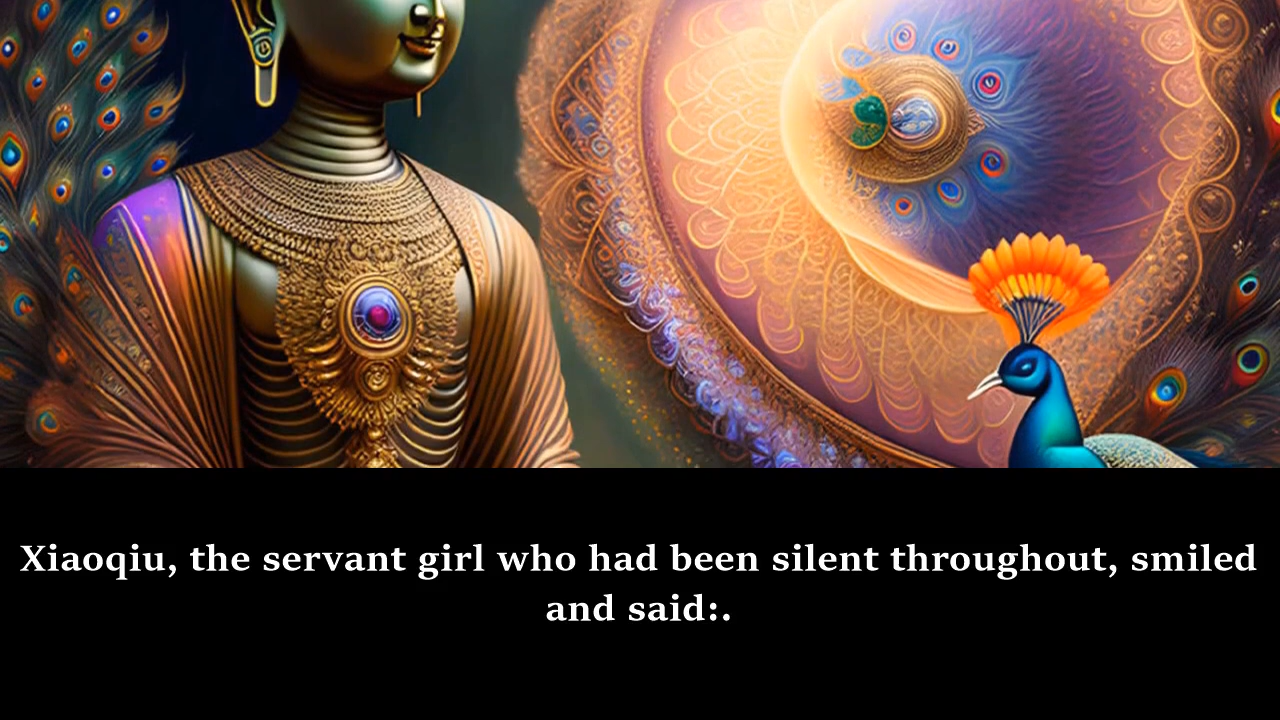 Xiaoqiu, the servant girl who had been silent throughout, smiled
and said:.